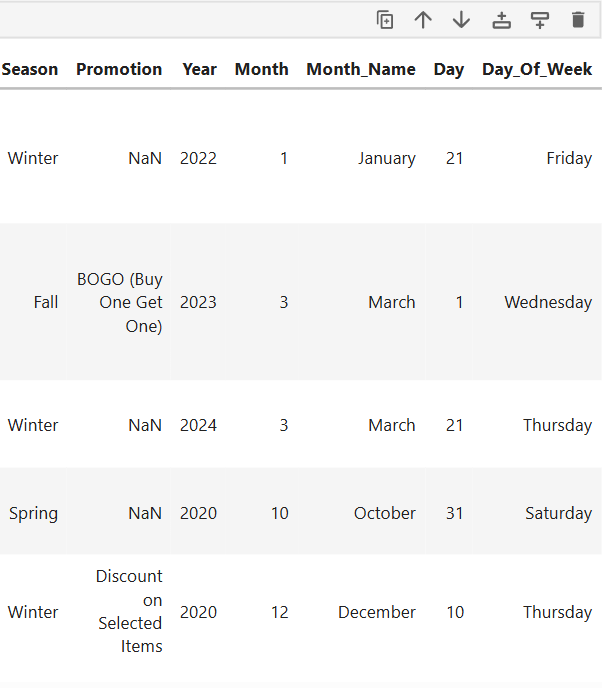 Season Promotion Year Month Month_Name Day Day_Of_Week
Winter NaN 2022 1 January 21 Friday
BOGO (Buy
Fall One Get 2023 3 March 1 Wednesday
One)
Winter NaN 2024 3 March 21 Thursday
Spring NaN 2020 10 October 31 Saturday
Discount
on
Winter Selected 2020 12 December 10 Thursday
Items